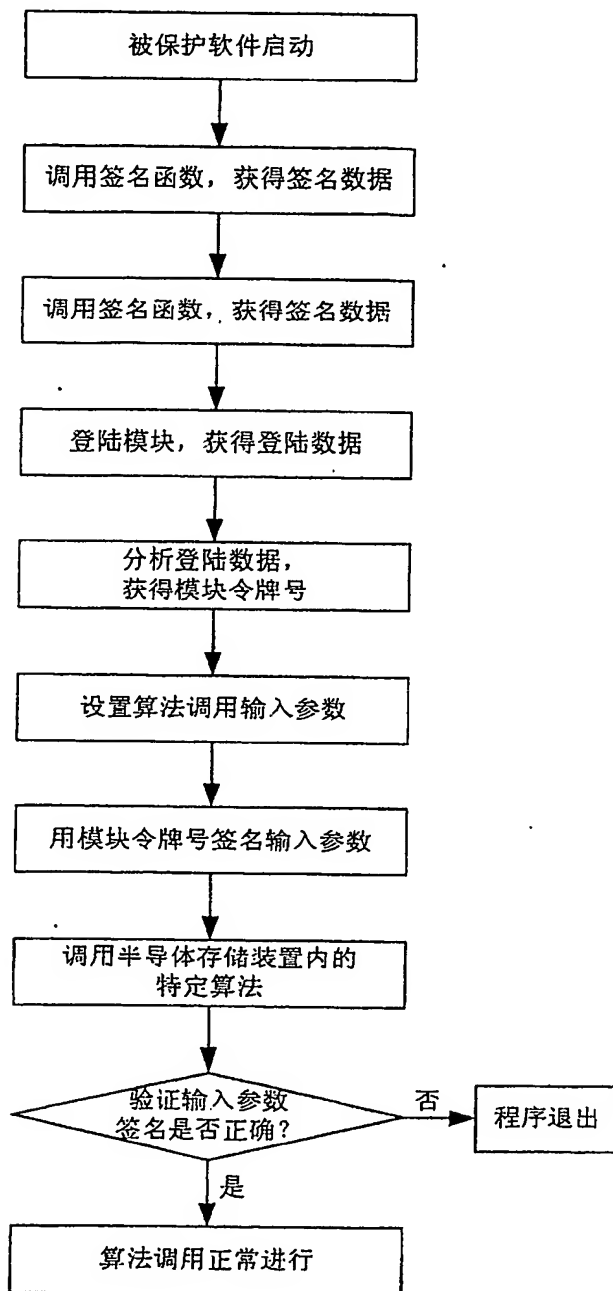 被保护软件启动
调用签名函数，获得签名数据
调用签名函数，获得签名数据
登陆模块，获得登陆数据
分析登陆数据，
获得模块令牌号
设置算法调用输入参数
用模块令牌号签名输入参数
调用半导体存储装置内的
特定算法
验证输入参数
签名是否正确？
否
程序退出
是
算法调用正常进行